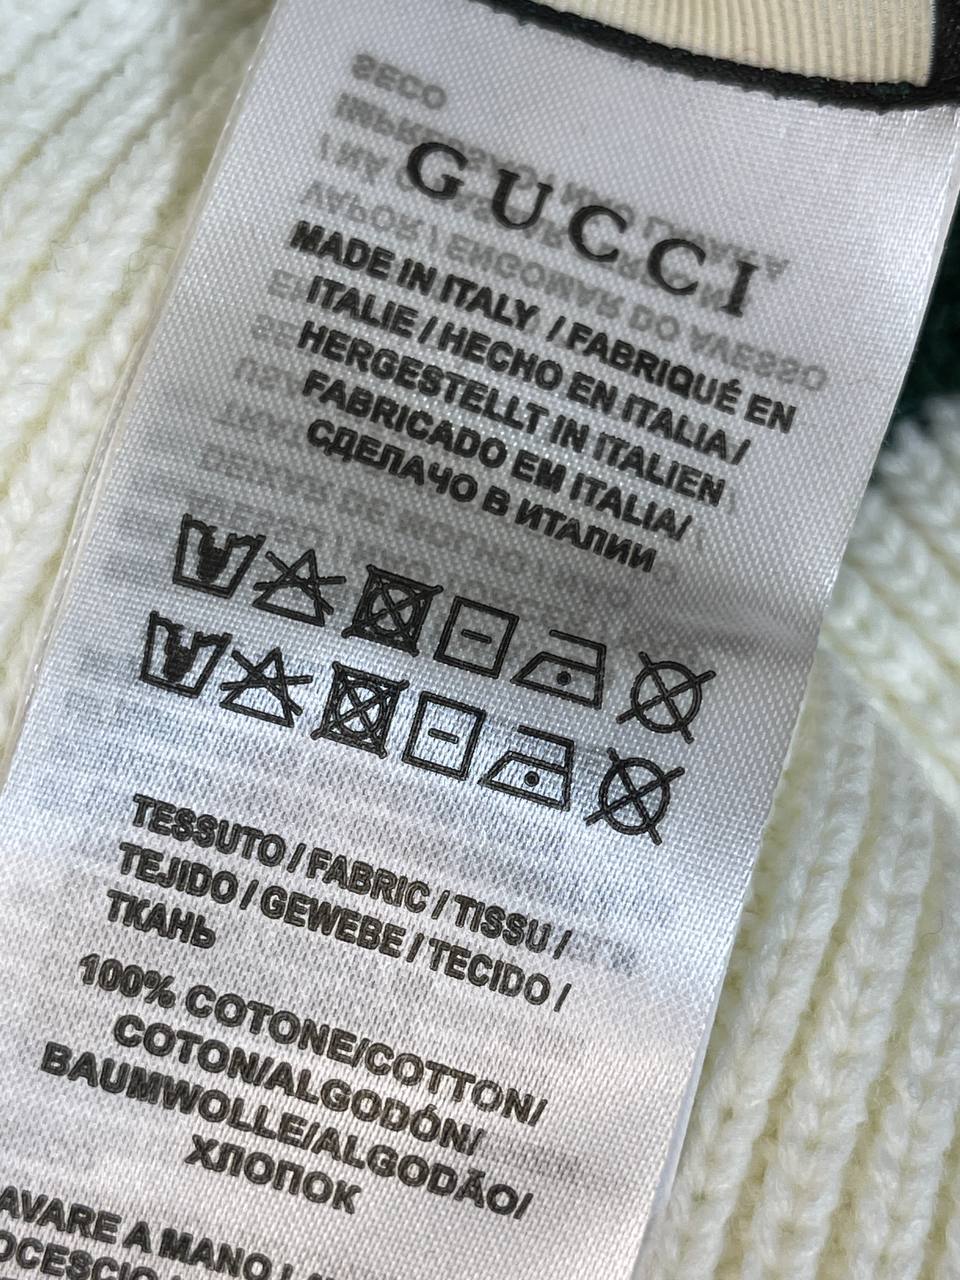 GUCCI
MADE IN ITALY / FABRIQUÉ EN
ITALIE / HECHO EN ITALIA /
HERGESTELLT IN ITALIEN
FABRICADO EM ITALIA/
СДЕЛАЧО В ИТАЛИИ
TESSUTO / FABRIC / TISSU /
TEJIDO / GEWEBE / TECIDO /
ТКАНЬ
100% COTONE/COTTON/
COTON/ALGODÓN/
BAUMWOLLE/ALGODÃO/
ХЛОПОК
AVARE A MANO